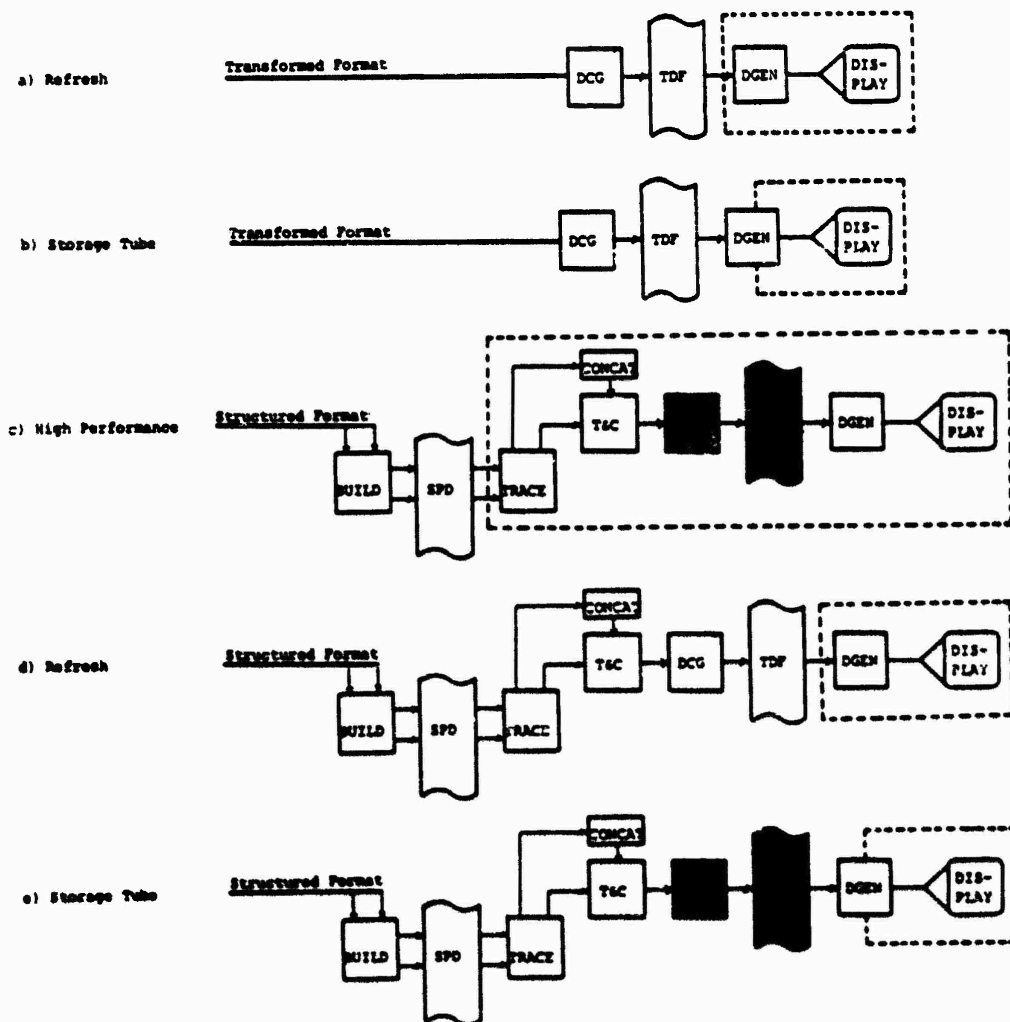 a) Refresh
Transformed Format
DCG
TDF
DGEN
DIS-
PLAY
b) Storage Tube
Transformed Format
DCG
TDF
DGEN
DIS-
PLAY
c) High Performance
Structured Format
BUILD
SPD
TRACE
CONCAT
T&C
DGEN
DIS-
PLAY
d) Refresh
Structured Format
BUILD
SPD
TRACE
CONCAT
T&C
DCG
TDF
DGEN
DIS-
PLAY
e) Storage Tube
Structured Format
BUILD
SPD
TRACE
CONCAT
T&C
DGEN
DIS-
PLAY